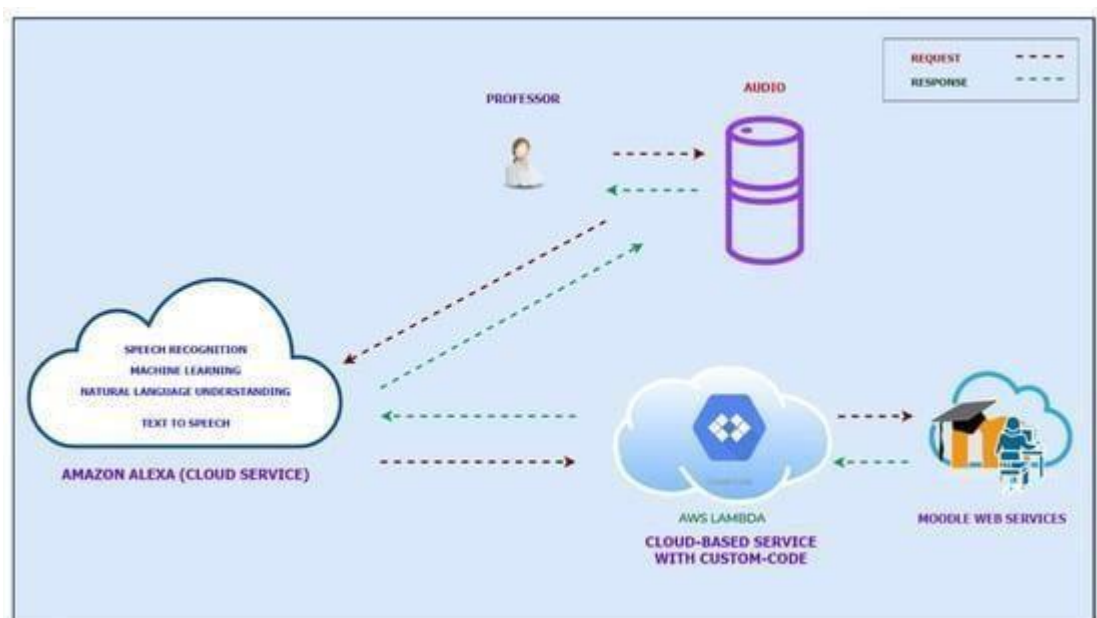 REQUEST
RESPONSE
PROFESSOR
AUDIO
SPEECH RECOGNITION
MACHINE LEARNING
NATURAL LANGUAGE UNDERSTANDING
TEXT TO SPEECH
AMAZON ALEXA (CLOUD SERVICE)
AWS LAMBDA
CLOUD-BASED SERVICE
WITH CUSTOM-CODE
MOODLE WEB SERVICES